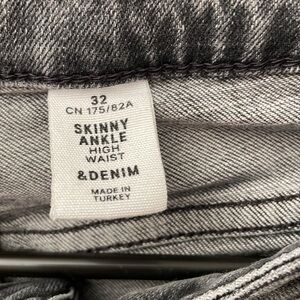 32
CN 175/82A
SKINNY
ANKLE
HIGH
WAIST
&DENIM
MADE IN
TURKEY